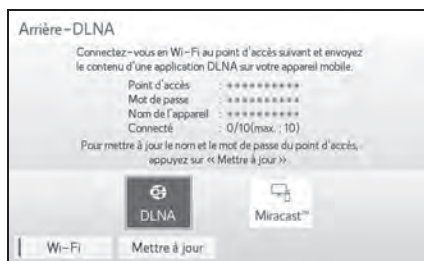 Arrière-DLNA
Connectez-vous en Wi-Fi au point d'accès suivant et envoyez
le contenu d'une application DLNA sur votre appareil mobile.
Point d'accès : **********
Mot de passe : **********
Nom de l'appareil : **********
Connecté : 0/10(max. : 10)
Pour mettre à jour le nom et le mot de passe du point d'accès,
appuyez sur « Mettre à jour ».
DLNA Miracast™
Wi-Fi Mettre à jour